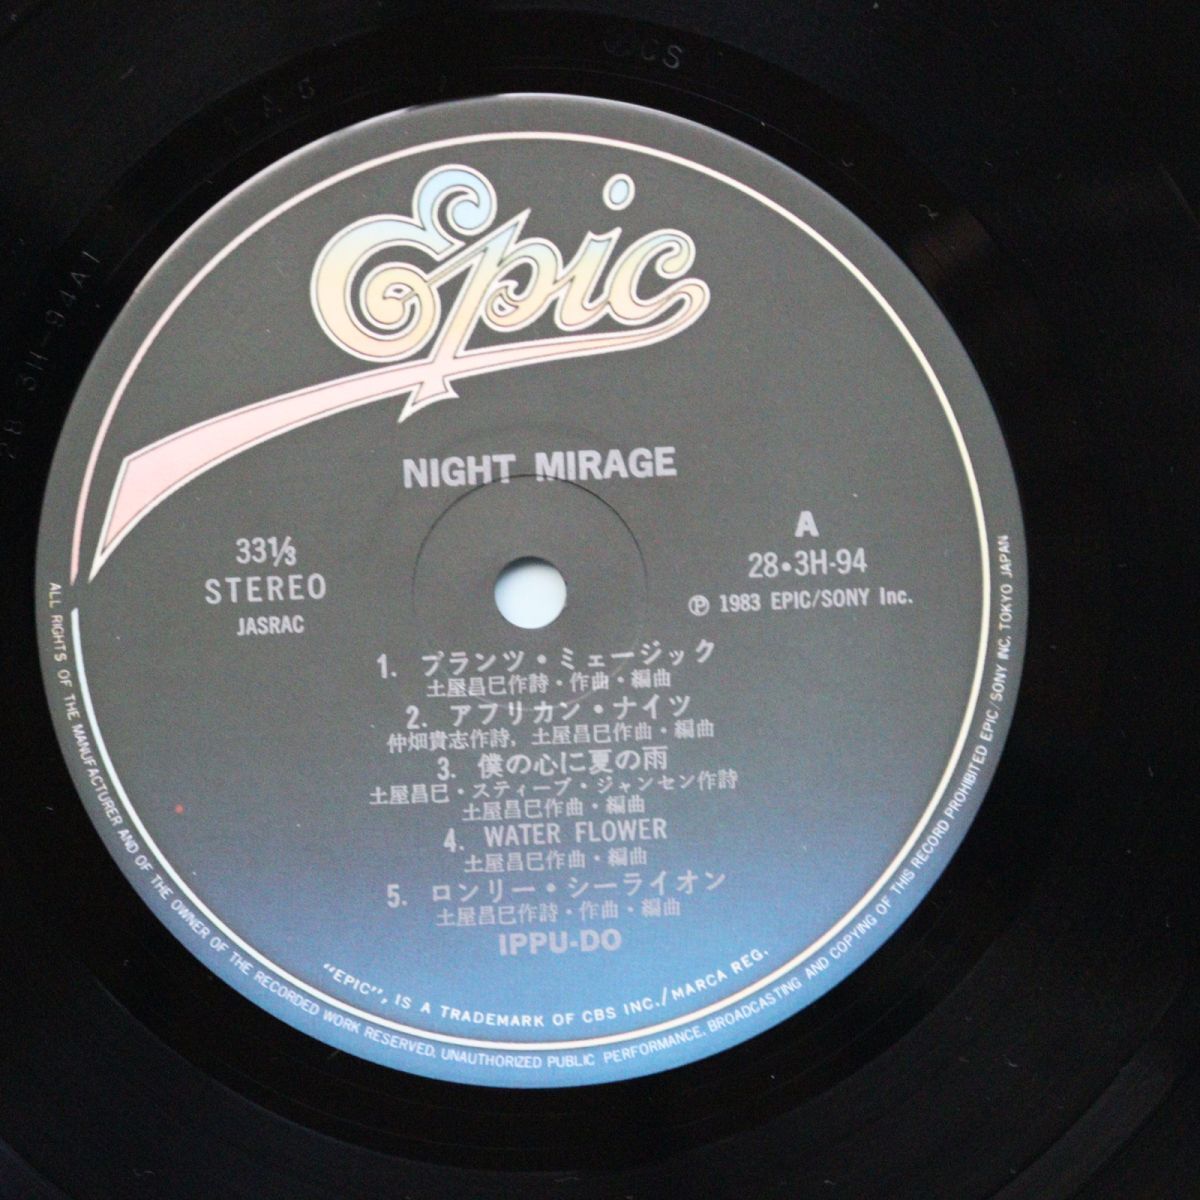 Epic
NIGHT MIRAGE
33⅓
STEREO
JASRAC
A
28・3H-94
Ⓟ 1983 EPIC/SONY Inc.
1. プランツ・ミュージック
土屋昌巳作詩・作曲・編曲
2. アフリカン・ナイツ
仲畑貴志作詩, 土屋昌巳作曲・編曲
3. 僕の心に夏の雨
土屋昌巳・スティーブ・ジャンセン作詩
土屋昌巳作曲・編曲
4. WATER FLOWER
土屋昌巳作曲・編曲
5. ロンリー・シーライオン
土屋昌巳作詩・作曲・編曲
IPPU-DO
"EPIC", IS A TRADEMARK OF CBS INC./MARCA REG.
ALL RIGHTS OF THE MANUFACTURER AND OF THE OWNER OF THE RECORDED WORK RESERVED. UNAUTHORIZED PUBLIC PERFORMANCE, BROADCASTING AND COPYING OF THIS RECORD PROHIBITED EPIC/SONY INC. TOKYO JAPAN
28 3H-94A1